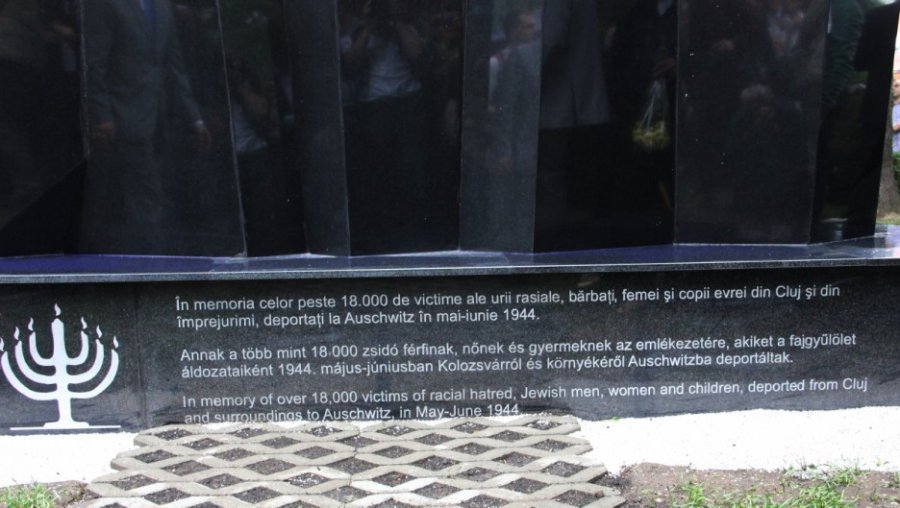 În memoria celor peste 18.000 de victime ale urii rasiale, bărbați, femei și copii evrei din Cluj și din
împrejurimi, deportați la Auschwitz în mai-iunie 1944.
Annak a több mint 18.000 zsidó férfinak, nőnek és gyermeknek az emlékezetére, akiket a fajgyűlölet
áldozataiként 1944. május-júniusban Kolozsvárról és környékéről Auschwitzba deportáltak.
In memory of over 18,000 victims of racial hatred, Jewish men, women and children, deported from Cluj
and surroundings to Auschwitz, in May-June 1944